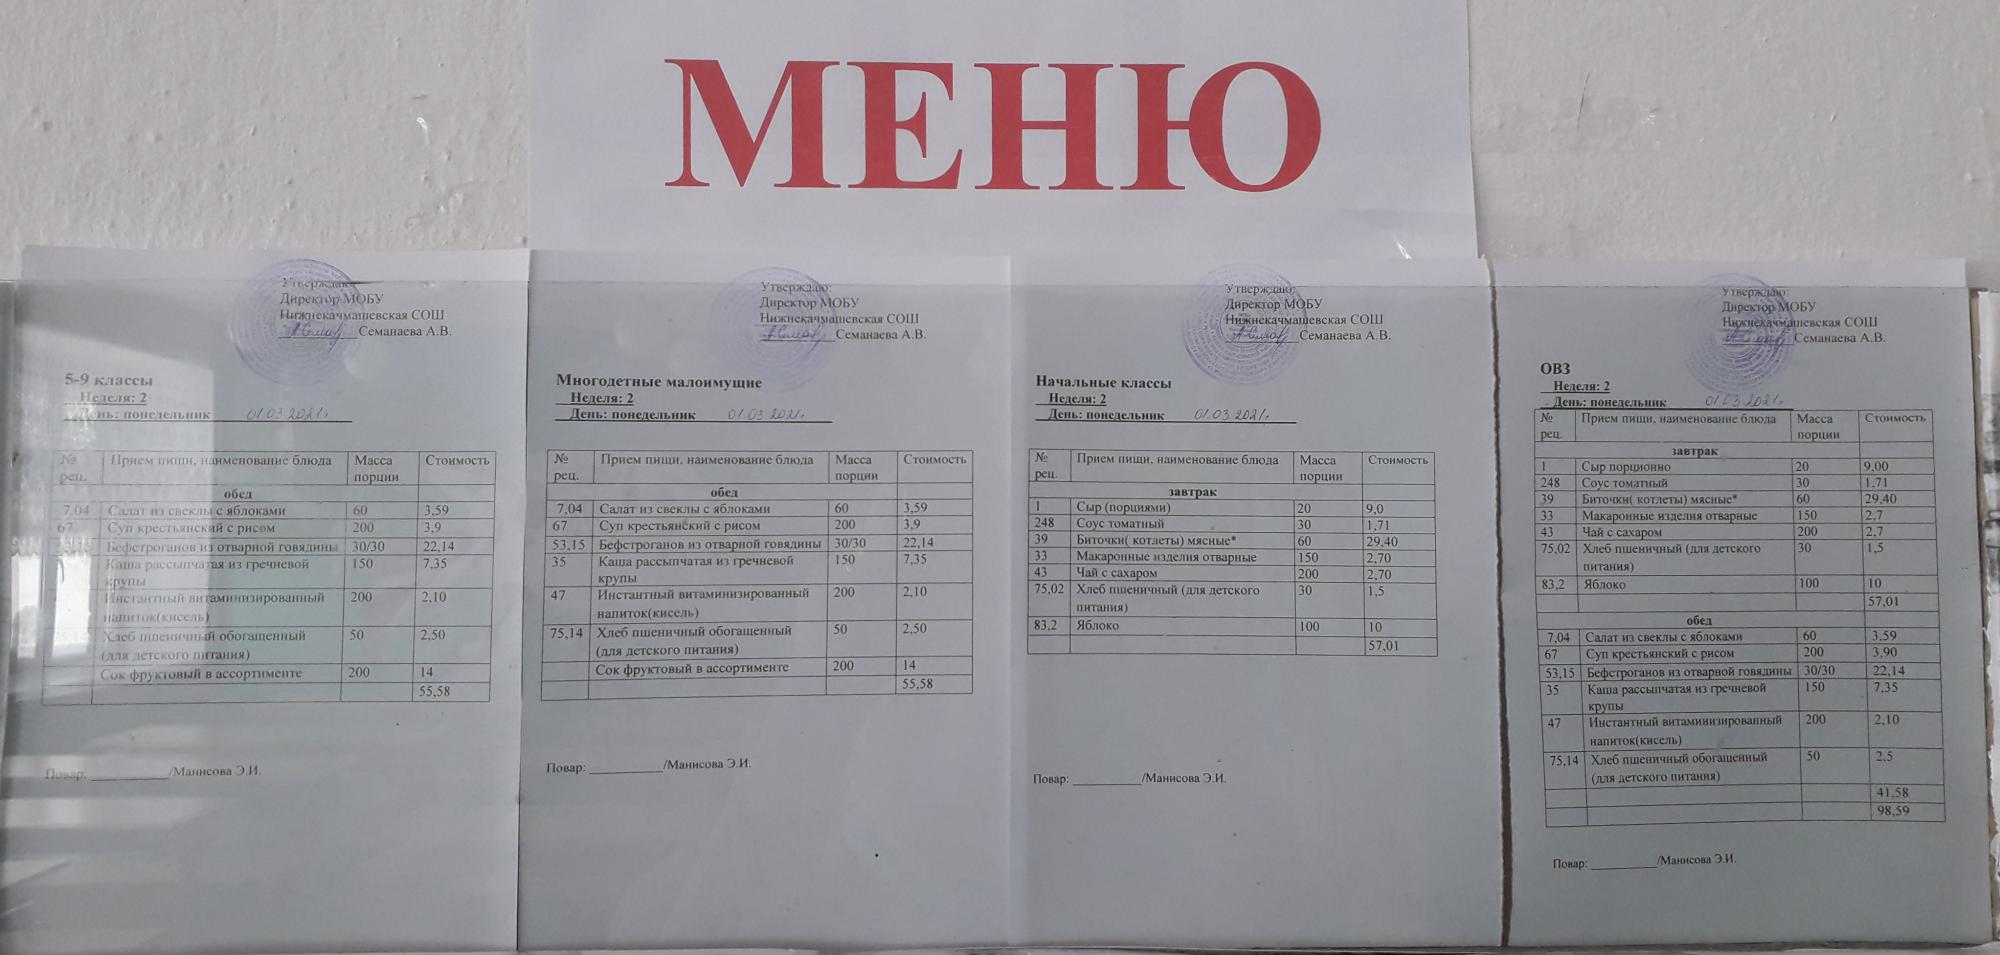 МЕНЮ
Утверждаю:
Директор МОБУ
Нижнекачмашевская СОШ
Семанаева А.В.
5-9 классы
Неделя: 2
День: понедельник 01.03.2021г.
№ рец. Прием пищи, наименование блюда Масса порции Стоимость
обед
7,04 Салат из свеклы с яблоками 60 3,59
67 Суп крестьянский с рисом 200 3,9
Бефстроганов из отварной говядины 30/30 22,14
Каша рассыпчатая из гречневой 150 7,35
крупы
Инстантный витаминизированный 200 2,10
напиток(кисель)
75,14 Хлеб пшеничный обогащенный 50 2,50
(для детского питания)
Сок фруктовый в ассортименте 200 14
55,58
Повар: ____________/Манисова Э.И.
Утверждаю:
Директор МОБУ
Нижнекачмашевская СОШ
Семанаева А.В.
Многодетные малоимущие
Неделя: 2
День: понедельник 01.03.2021г.
№ рец. Прием пищи, наименование блюда Масса порции Стоимость
обед
7,04 Салат из свеклы с яблоками 60 3,59
67 Суп крестьянский с рисом 200 3,9
53,15 Бефстроганов из отварной говядины 30/30 22,14
35 Каша рассыпчатая из гречневой 150 7,35
крупы
47 Инстантный витаминизированный 200 2,10
напиток(кисель)
75,14 Хлеб пшеничный обогащенный 50 2,50
(для детского питания)
Сок фруктовый в ассортименте 200 14
55,58
Повар: ___________/Манисова Э.И.
Утверждаю:
Директор МОБУ
Нижнекачмашевская СОШ
Семанаева А.В.
Начальные классы
Неделя: 2
День: понедельник 01.03.2021г.
№ рец. Прием пищи, наименование блюда Масса порции Стоимость
завтрак
1 Сыр (порциями) 20 9,0
248 Соус томатный 30 1,71
39 Биточки( котлеты) мясные* 60 29,40
33 Макаронные изделия отварные 150 2,70
43 Чай с сахаром 200 2,70
75,02 Хлеб пшеничный (для детского 30 1,5
питания)
83,2 Яблоко 100 10
57,01
Повар: ___________/Манисова Э.И.
Утверждаю:
Директор МОБУ
Нижнекачмашевская СОШ
Семанаева А.В.
ОВЗ
Неделя: 2
День: понедельник 01.03.2021г.
№ рец. Прием пищи, наименование блюда Масса порции Стоимость
завтрак
1 Сыр порционно 20 9,00
248 Соус томатный 30 1,71
39 Биточки( котлеты) мясные* 60 29,40
33 Макаронные изделия отварные 150 2,7
43 Чай с сахаром 200 2,7
75,02 Хлеб пшеничный (для детского 30 1,5
питания)
83,2 Яблоко 100 10
57,01
обед
7,04 Салат из свеклы с яблоками 60 3,59
67 Суп крестьянский с рисом 200 3,90
53,15 Бефстроганов из отварной говядины 30/30 22,14
35 Каша рассыпчатая из гречневой 150 7,35
крупы
47 Инстантный витаминизированный 200 2,10
напиток(кисель)
75,14 Хлеб пшеничный обогащенный 50 2,5
(для детского питания)
41,58
98,59
Повар: ___________/Манисова Э.И.